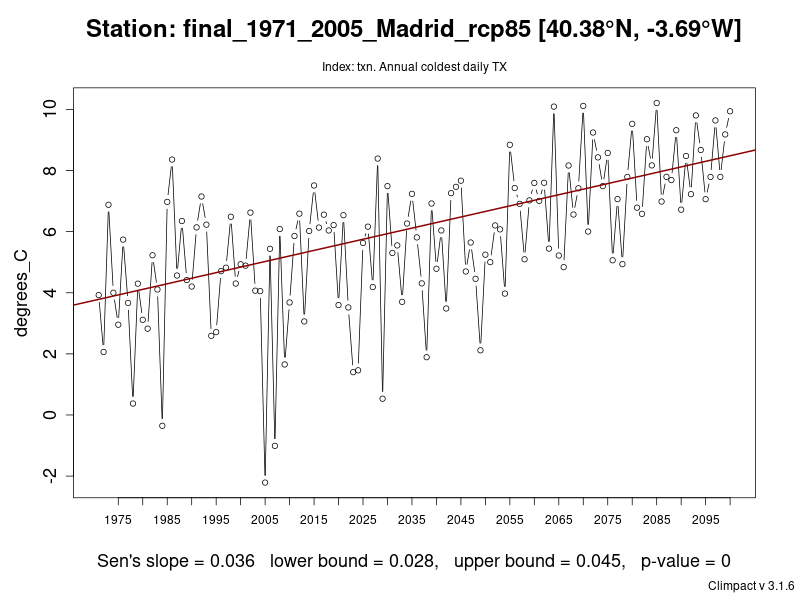 Station: final_1971_2005_Madrid_rcp85 [40.38°N, -3.69°W]
Index: txn. Annual coldest daily TX
degrees_C
10
8
6
4
2
0
-2
1975 1985 1995 2005 2015 2025 2035 2045 2055 2065 2075 2085 2095
Sen's slope = 0.036 lower bound = 0.028, upper bound = 0.045, p-value = 0
Climpact v 3.1.6